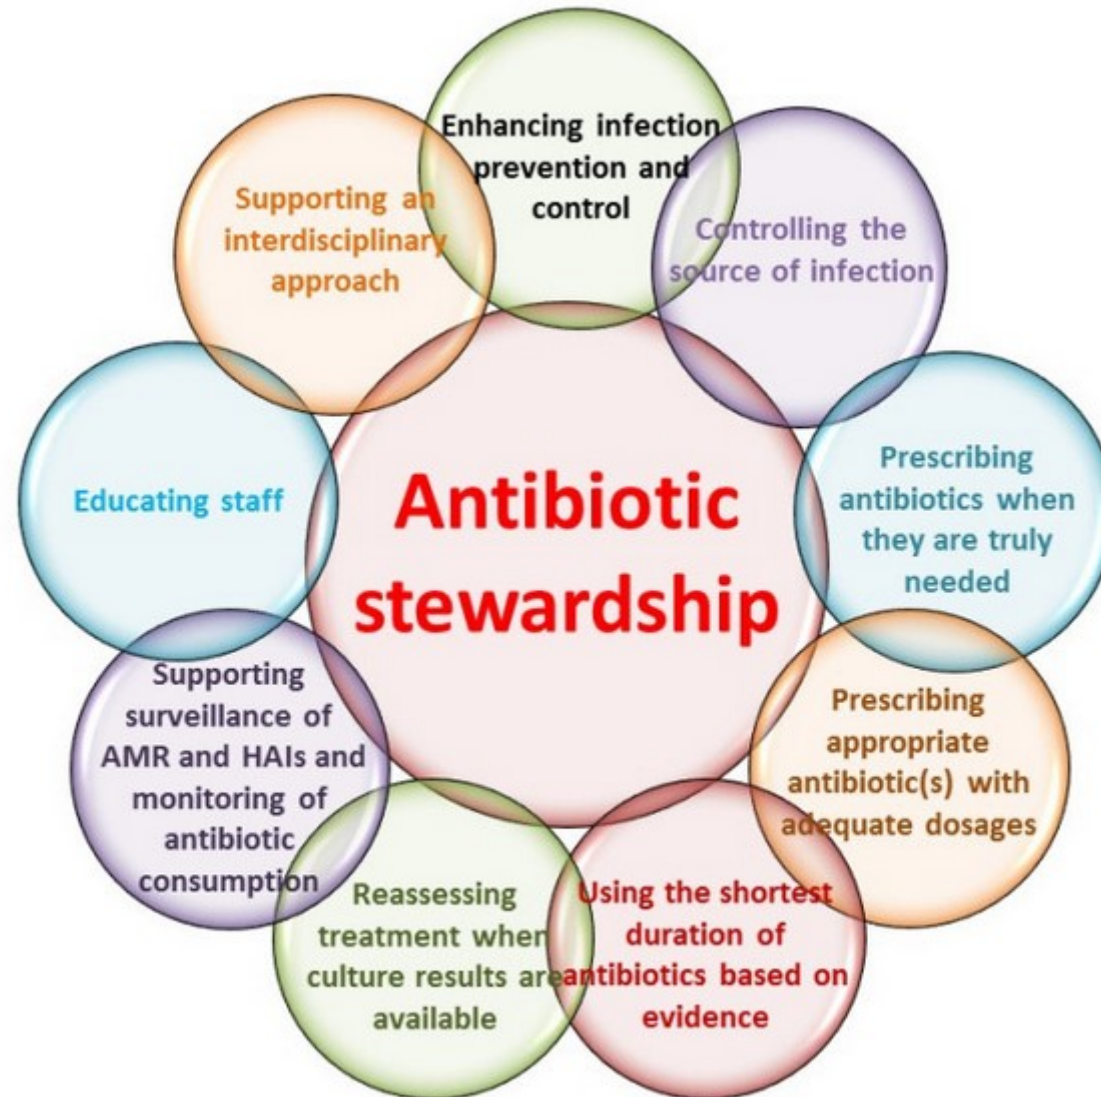 Enhancing infection
prevention and
control
Controlling the
source of infection
Prescribing
antibiotics when
they are truly
needed
Prescribing
appropriate
antibiotic(s) with
adequate dosages
Using the shortest
duration of
antibiotics based on
evidence
Reassessing
treatment when
culture results are
available
Supporting
surveillance of
AMR and HAIs and
monitoring of
antibiotic
consumption
Educating staff
Supporting an
interdisciplinary
approach
Antibiotic
stewardship